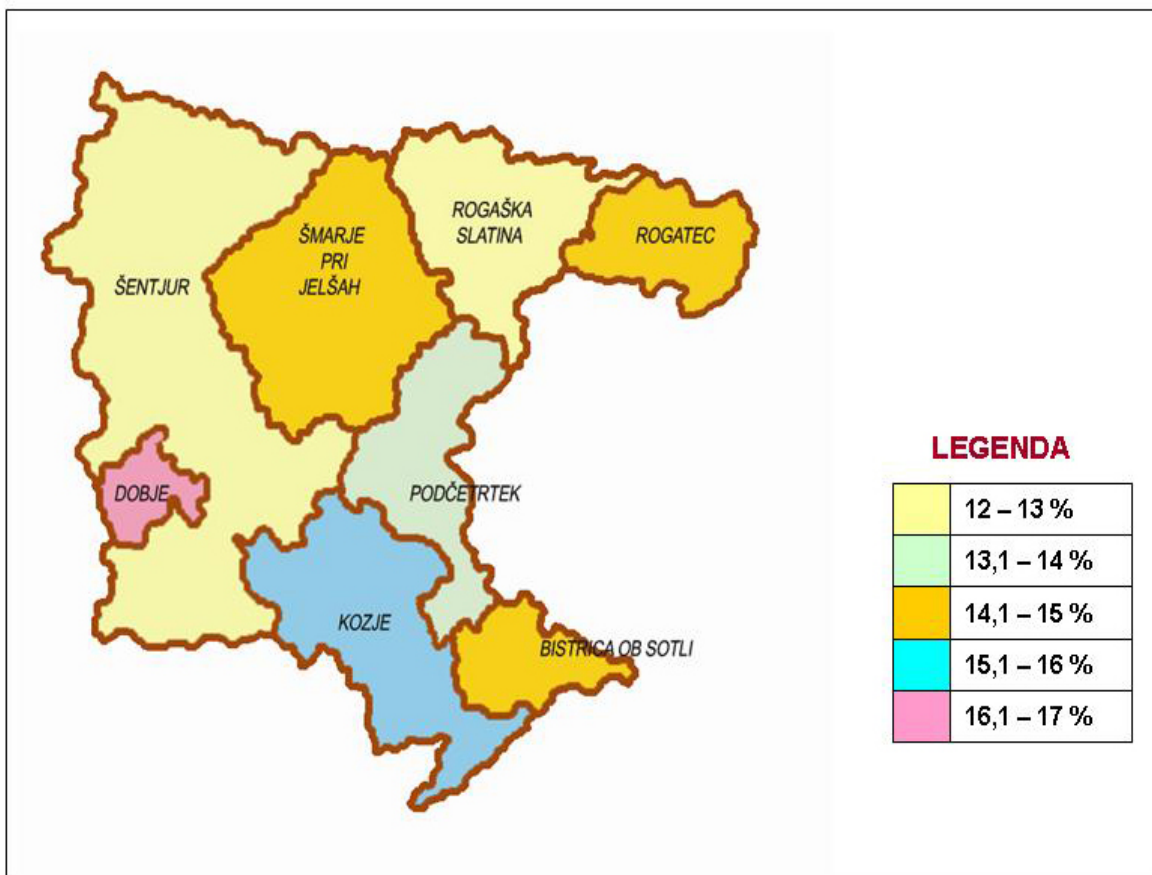 ROGAŠKA
SLATINA
ROGATEC
ŠMARJE
PRI
JELŠAH
ŠENTJUR
DOBJE
PODČETRTEK
KOZJE
BISTRICA OB SOTLI
LEGENDA
12 – 13 %
13,1 – 14 %
14,1 – 15 %
15,1 – 16 %
16,1 – 17 %